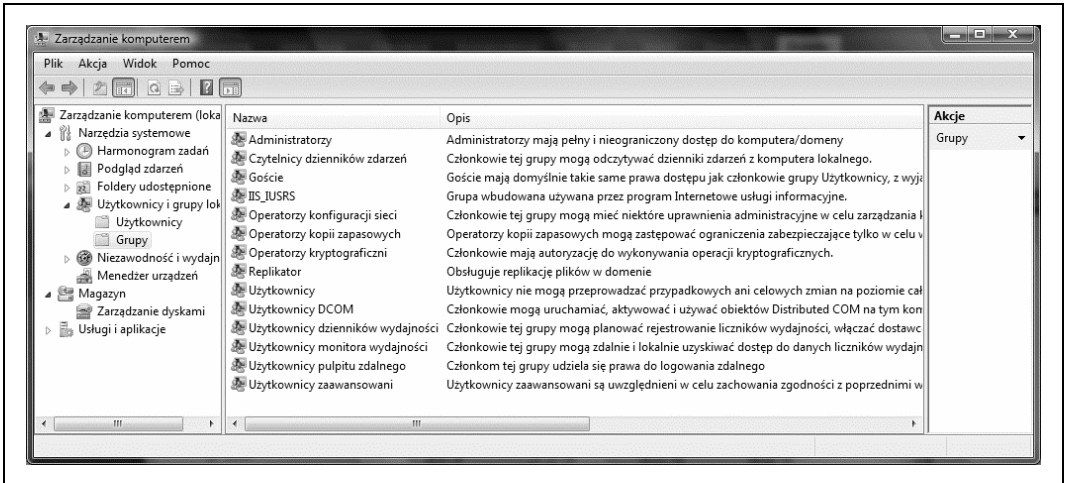 Zarządzanie komputerem
Plik Akcja Widok Pomoc
Zarządzanie komputerem (loka
Narzędzia systemowe
Harmonogram zadań
Podgląd zdarzeń
Foldery udostępnione
Użytkownicy i grupy lok
Użytkownicy
Grupy
Niezawodność i wydajn
Menedżer urządzeń
Magazyn
Zarządzanie dyskami
Usługi i aplikacje
Nazwa Opis
Administratorzy Administratorzy mają pełny i nieograniczony dostęp do komputera/domeny
Czytelnicy dzienników zdarzeń Członkowie tej grupy mogą odczytywać dzienniki zdarzeń z komputera lokalnego.
Goście Goście mają domyślnie takie same prawa dostępu jak członkowie grupy Użytkownicy, z wyją
IIS_IUSRS Grupa wbudowana używana przez program Internetowe usługi informacyjne.
Operatorzy konfiguracji sieci Członkowie tej grupy mogą mieć niektóre uprawnienia administracyjne w celu zarządzania k
Operatorzy kopii zapasowych Operatorzy kopii zapasowych mogą zastępować ograniczenia zabezpieczające tylko w celu w
Operatorzy kryptograficzni Członkowie mają autoryzację do wykonywania operacji kryptograficznych.
Replikator Obsługuje replikację plików w domenie
Użytkownicy Użytkownicy nie mogą przeprowadzać przypadkowych ani celowych zmian na poziomie cał
Użytkownicy DCOM Członkowie mogą uruchamiać, aktywować i używać obiektów Distributed COM na tym kom
Użytkownicy dzienników wydajności Członkowie tej grupy mogą planować rejestrowanie liczników wydajności, włączać dostawc
Użytkownicy monitora wydajności Członkowie tej grupy mogą zdalnie i lokalnie uzyskiwać dostęp do danych liczników wydajn
Użytkownicy pulpitu zdalnego Członkom tej grupy udziela się prawa do logowania zdalnego
Użytkownicy zaawansowani Użytkownicy zaawansowani są uwzględnieni w celu zachowania zgodności z poprzednimi w
Akcje
Grupy